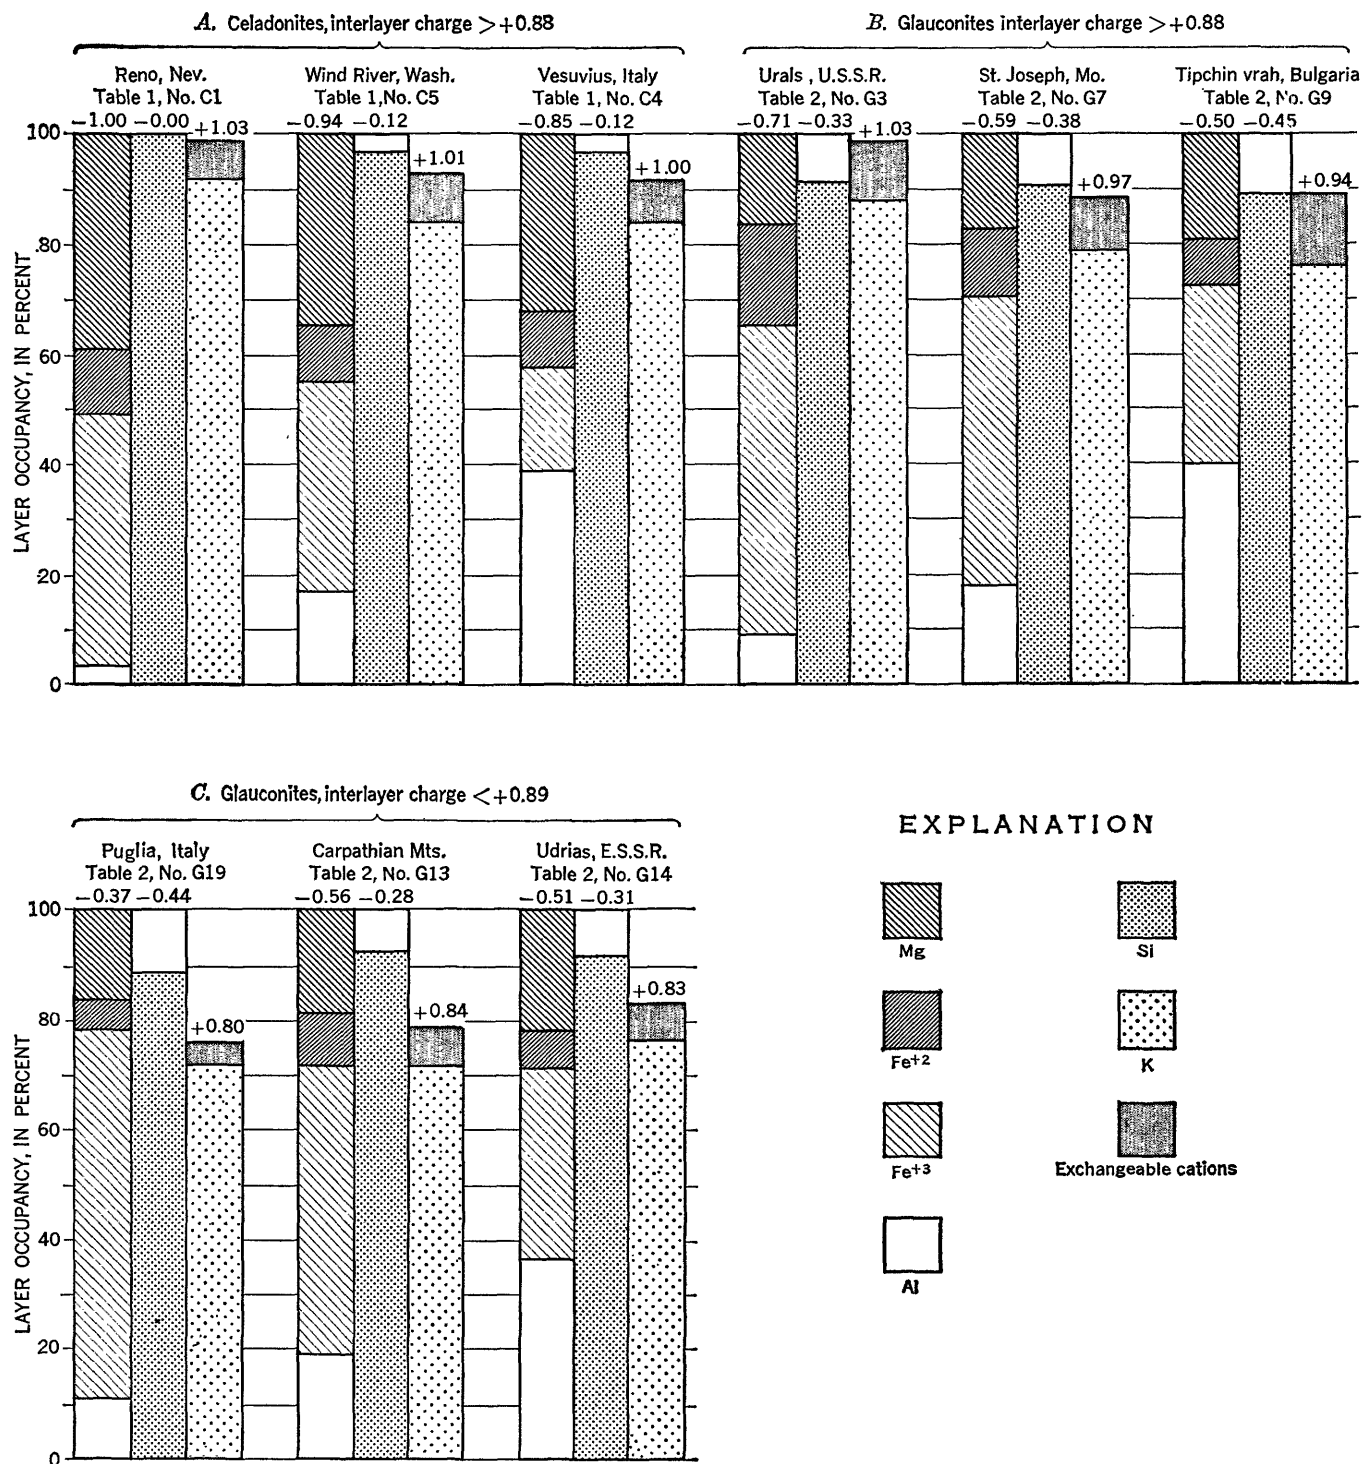 A. Celadonites, interlayer charge >+0.88
B. Glauconites interlayer charge >+0.88
Reno, Nev.
Table 1, No. C1
Wind River, Wash.
Table 1, No. C5
Vesuvius, Italy
Table 1, No. C4
Urals, U.S.S.R.
Table 2, No. G3
St. Joseph, Mo.
Table 2, No. G7
Tipchin vrah, Bulgaria
Table 2, No. G9
−1.00 −0.00 +1.03
−0.94 −0.12 +1.01
−0.85 −0.12 +1.00
−0.71 −0.33 +1.03
−0.59 −0.38 +0.97
−0.50 −0.45 +0.94
LAYER OCCUPANCY, IN PERCENT
100
80
60
40
20
0
C. Glauconites, interlayer charge <+0.89
Puglia, Italy
Table 2, No. G19
Carpathian Mts.
Table 2, No. G13
Udrias, E.S.S.R.
Table 2, No. G14
−0.37 −0.44 +0.80
−0.56 −0.28 +0.84
−0.51 −0.31 +0.83
LAYER OCCUPANCY, IN PERCENT
100
80
60
40
20
0
EXPLANATION
Mg
Si
Fe+2
K
Fe+3
Exchangeable cations
Al